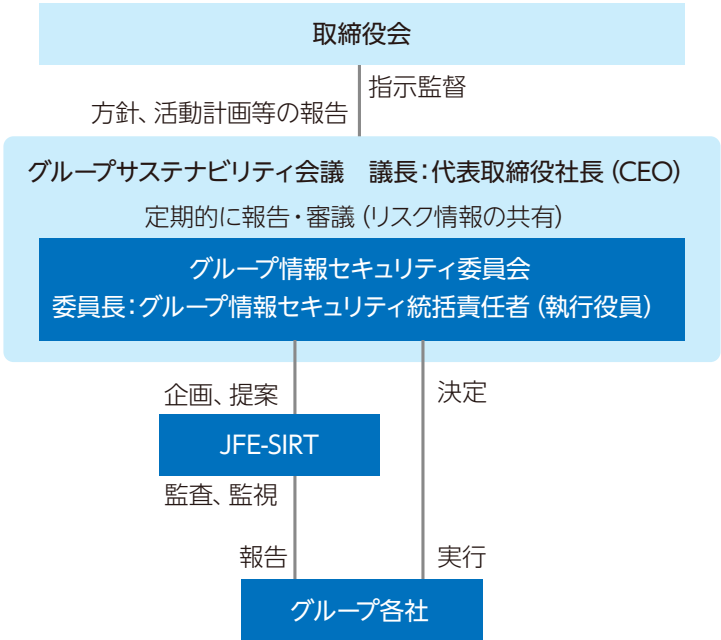 取締役会
指示監督
方針、活動計画等の報告
グループサステナビリティ会議　議長：代表取締役社長（CEO）
定期的に報告・審議（リスク情報の共有）
グループ情報セキュリティ委員会
委員長：グループ情報セキュリティ統括責任者（執行役員）
企画、提案
決定
JFE-SIRT
監査、監視
報告
実行
グループ各社